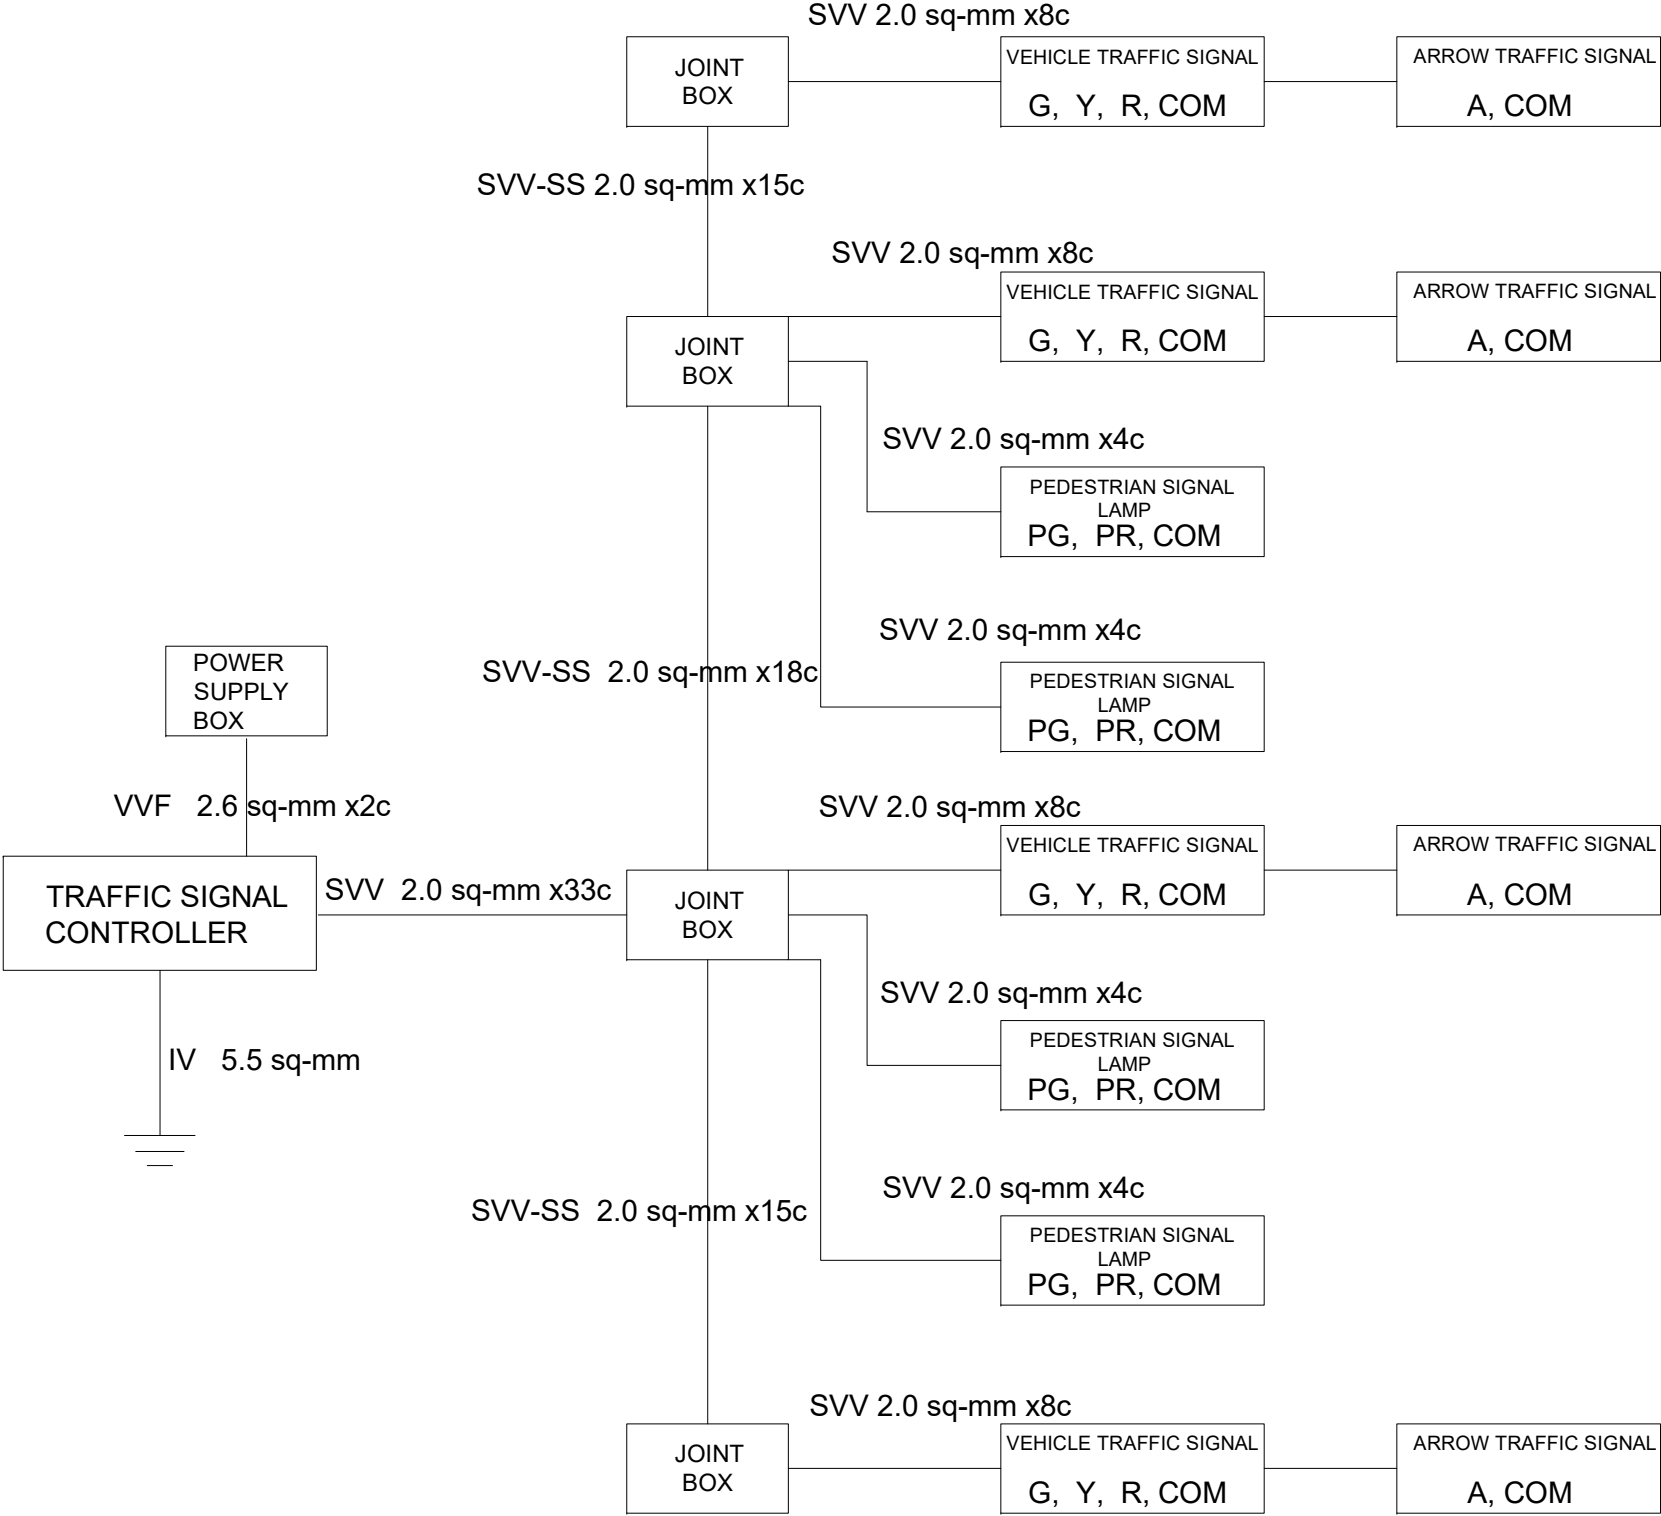 SVV 2.0 sq-mm x8c
JOINT
BOX
VEHICLE TRAFFIC SIGNAL
G, Y, R, COM
ARROW TRAFFIC SIGNAL
A, COM
SVV-SS 2.0 sq-mm x15c
SVV 2.0 sq-mm x8c
JOINT
BOX
VEHICLE TRAFFIC SIGNAL
G, Y, R, COM
ARROW TRAFFIC SIGNAL
A, COM
SVV 2.0 sq-mm x4c
PEDESTRIAN SIGNAL
LAMP
PG, PR, COM
SVV 2.0 sq-mm x4c
SVV-SS 2.0 sq-mm x18c
PEDESTRIAN SIGNAL
LAMP
PG, PR, COM
POWER
SUPPLY
BOX
VVF 2.6 sq-mm x2c
SVV 2.0 sq-mm x8c
TRAFFIC SIGNAL
CONTROLLER
SVV 2.0 sq-mm x33c
JOINT
BOX
VEHICLE TRAFFIC SIGNAL
G, Y, R, COM
ARROW TRAFFIC SIGNAL
A, COM
SVV 2.0 sq-mm x4c
PEDESTRIAN SIGNAL
LAMP
PG, PR, COM
IV 5.5 sq-mm
SVV 2.0 sq-mm x4c
SVV-SS 2.0 sq-mm x15c
PEDESTRIAN SIGNAL
LAMP
PG, PR, COM
SVV 2.0 sq-mm x8c
JOINT
BOX
VEHICLE TRAFFIC SIGNAL
G, Y, R, COM
ARROW TRAFFIC SIGNAL
A, COM